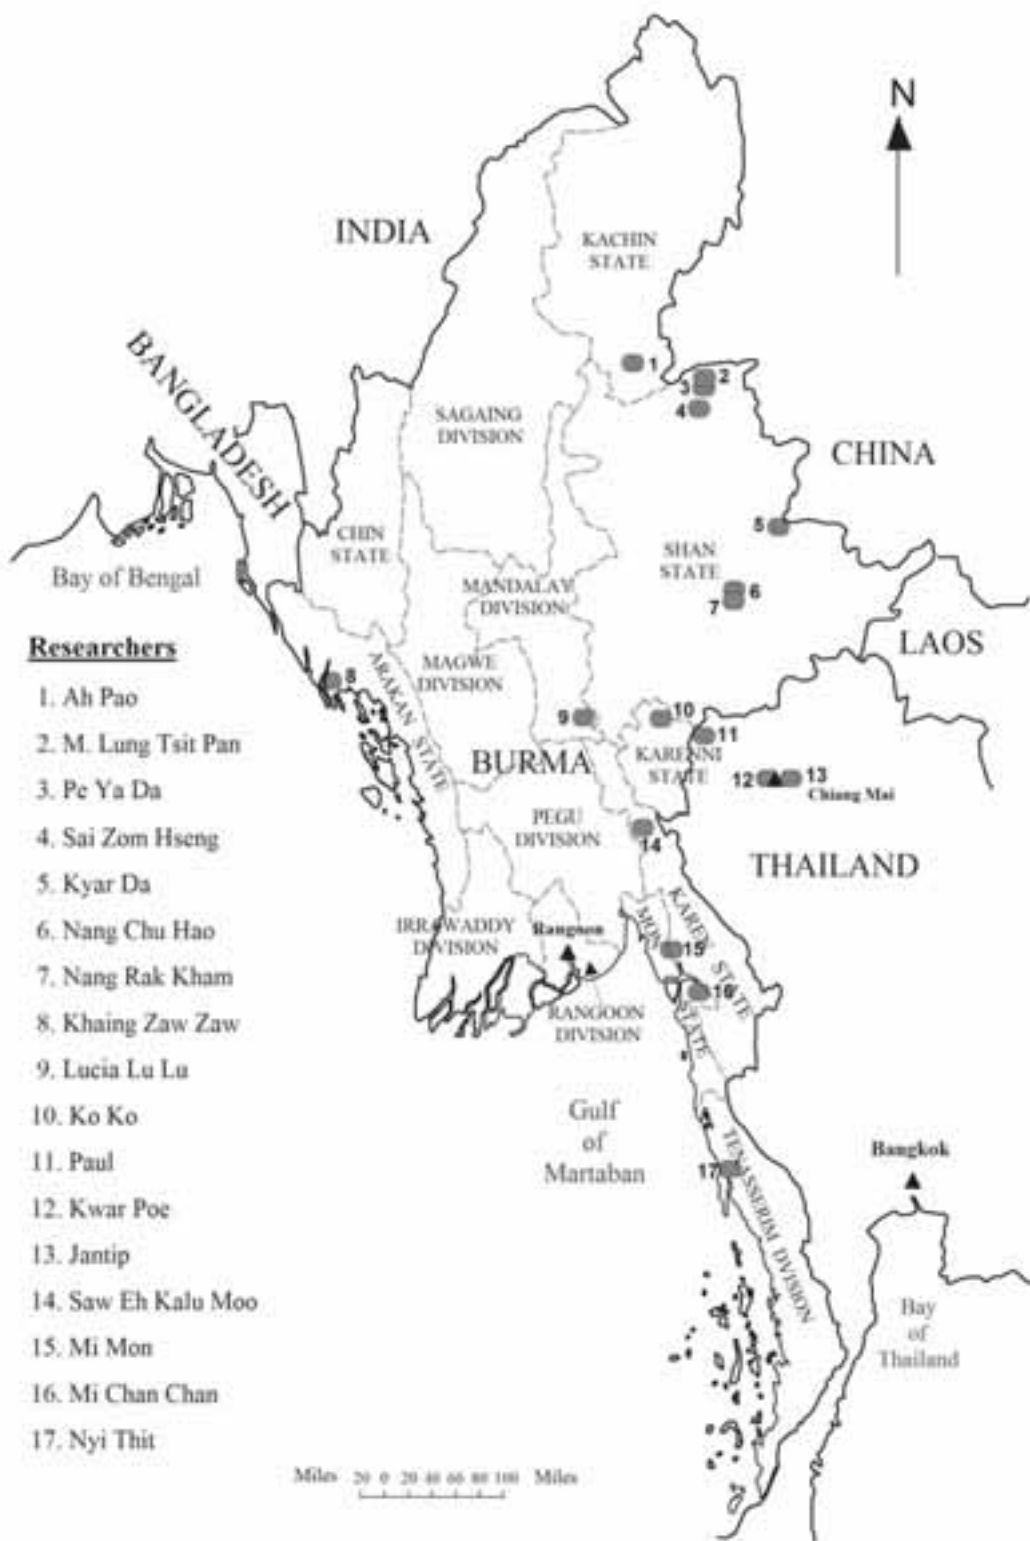 N
INDIA
KACHIN
STATE
BANGLADESH
1
2
3
4
SAGAING
DIVISION
CHINA
CHIN
STATE
5
SHAN
STATE
Bay of Bengal
MANDALAY
DIVISION
6
7
LAOS
Researchers
1. Ah Pao
2. M. Lung Tsit Pan
3. Pe Ya Da
4. Sai Zom Hseng
5. Kyar Da
6. Nang Chu Hao
7. Nang Rak Kham
8. Khaing Zaw Zaw
9. Lucia Lu Lu
10. Ko Ko
11. Paul
12. Kwar Poe
13. Jantip
14. Saw Eh Kalu Moo
15. Mi Mon
16. Mi Chan Chan
17. Nyi Thit
MAGWE
DIVISION
8
ARAKAN STATE
9
10
11
BURMA
KARENNI
STATE
12
13
Chiang Mai
PEGU
DIVISION
14
THAILAND
IRRAWADDY
DIVISION
Rangoon
MON STATE
KAREN STATE
15
16
RANGOON
DIVISION
Gulf
of
Martaban
17
TENASSERIM DVISION
Bangkok
Bay
of
Thailand
Miles 20 0 20 40 60 80 100 Miles